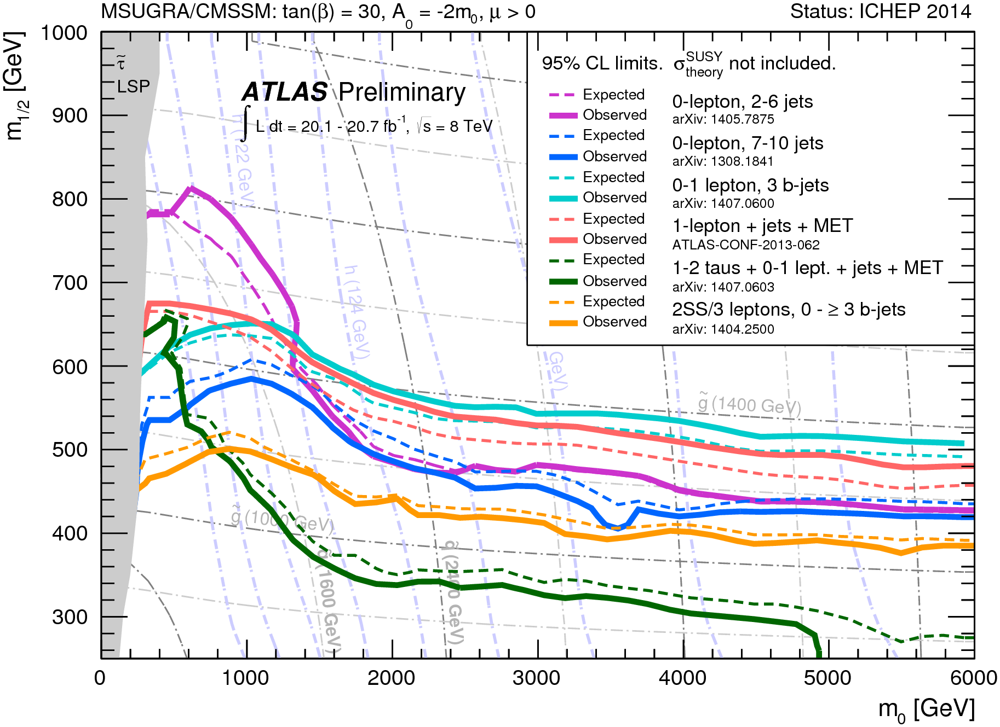 MSUGRA/CMSSM: tan(β) = 30, A₀ = -2m₀, μ > 0
Status: ICHEP 2014
m₁/₂ [GeV]
1000
900
800
700
600
500
400
300
τ̃
LSP
ATLAS Preliminary
∫ L dt = 20.1 - 20.7 fb⁻¹, √s = 8 TeV
95% CL limits. σ^SUSY_theory not included.
Expected
Observed
0-lepton, 2-6 jets
arXiv: 1405.7875
Expected
Observed
0-lepton, 7-10 jets
arXiv: 1308.1841
Expected
Observed
0-1 lepton, 3 b-jets
arXiv: 1407.0600
Expected
Observed
1-lepton + jets + MET
ATLAS-CONF-2013-062
Expected
Observed
1-2 taus + 0-1 lept. + jets + MET
arXiv: 1407.0603
Expected
Observed
2SS/3 leptons, 0 - ≥ 3 b-jets
arXiv: 1404.2500
h (122 GeV)
h (124 GeV)
GeV)
g̃ (1400 GeV)
g̃ (1000 GeV)
q̃ (1600 GeV)
q̃ (2400 GeV)
0
1000
2000
3000
4000
5000
6000
m₀ [GeV]